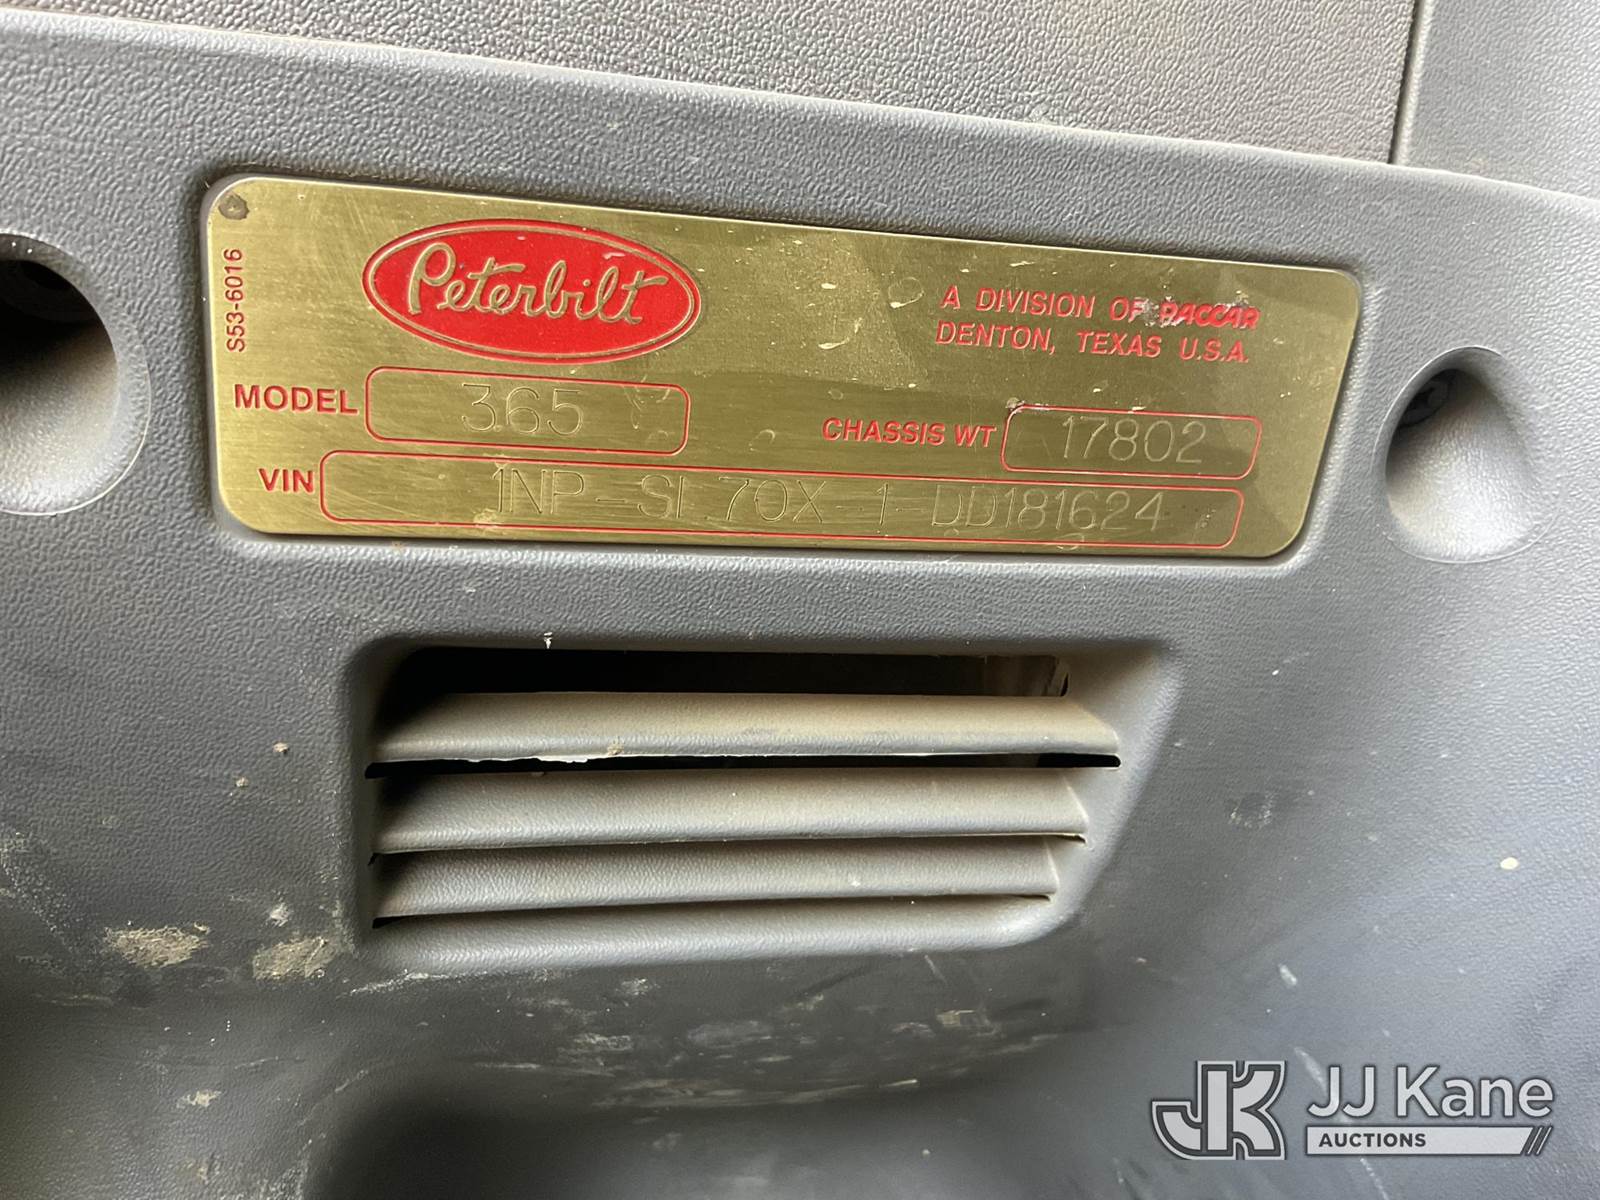 S53-6016
Peterbilt
A DIVISION OF PACCAR
DENTON, TEXAS U.S.A.
MODEL 365
CHASSIS WT 17802
VIN 1NP-SL70X-1-DD181624
JK JJ Kane
AUCTIONS